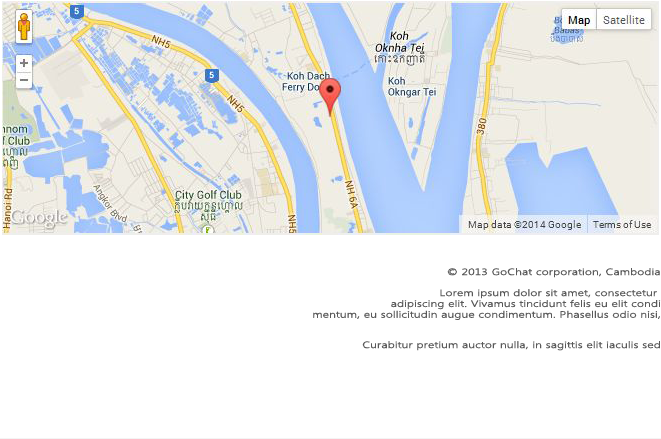 5
NH5
5
NH5
Koh
Oknha Tei
កោះឧកញ៉ាតី
Koh Dach
Ferry Do
Koh
Okngar Tei
Babas
Map
Satellite
+
−
380
nnom
f Club
Hanoi Rd
Angkor Blvd
City Golf Club
NH5
NH 6A
Google
Map data ©2014 Google
Terms of Use
© 2013 GoChat corporation, Cambodia
Lorem ipsum dolor sit amet, consectetur
adipiscing elit. Vivamus tincidunt felis eu elit condi
mentum, eu sollicitudin augue condimentum. Phasellus odio nisi,
Curabitur pretium auctor nulla, in sagittis elit iaculis sed